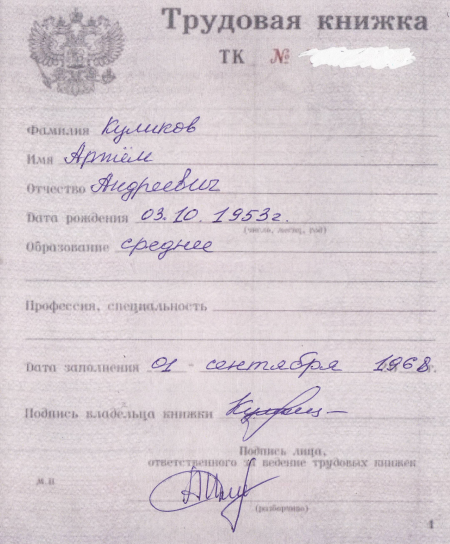 Трудовая книжка
ТК №
Фамилия Куликов
Имя Артём
Отчество Андреевич
Дата рождения 03.10.1953г.
(число, месяц, год)
Образование среднее
Профессия, специальность
Дата заполнения 01 сентября 1968г.
Подпись владельца книжки
Подпись лица,
ответственного за ведение трудовых книжек
М.П.
(разборчиво)
1